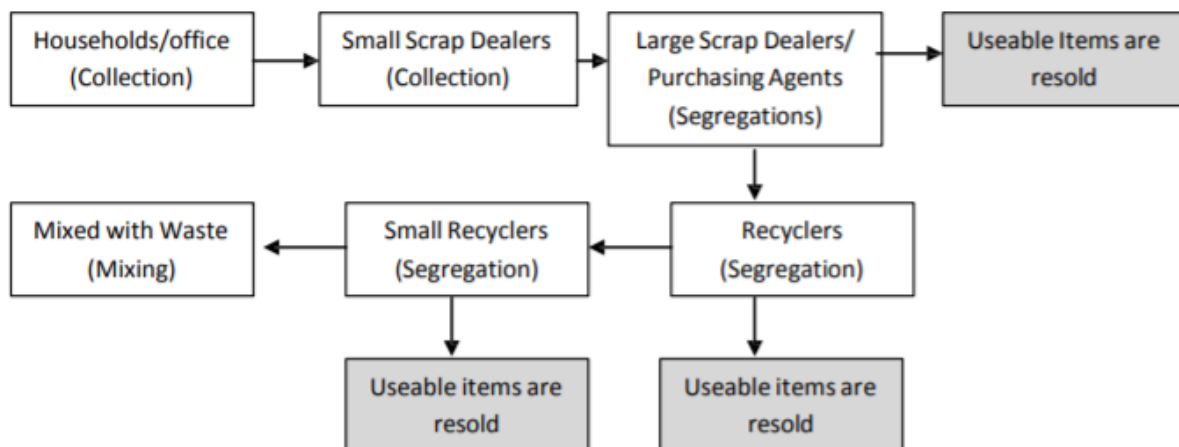 Households/office
(Collection)
Small Scrap Dealers
(Collection)
Large Scrap Dealers/
Purchasing Agents
(Segregations)
Useable Items are
resold
Mixed with Waste
(Mixing)
Small Recyclers
(Segregation)
Recyclers
(Segregation)
Useable items are
resold
Useable items are
resold